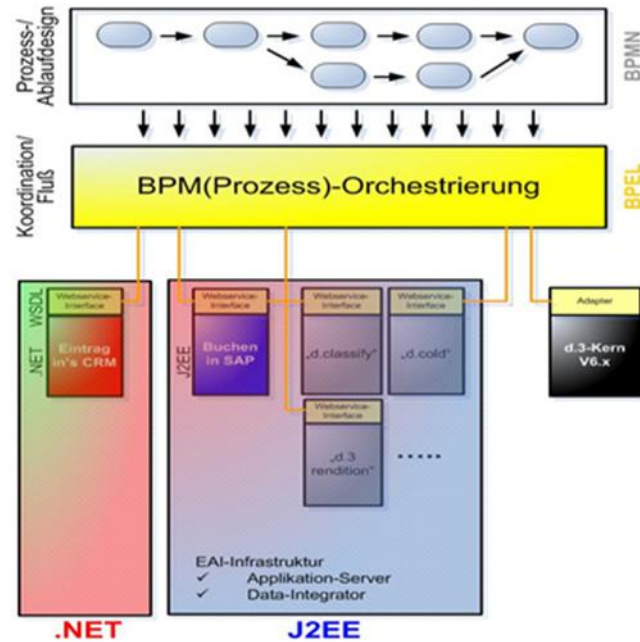 Prozess-/
Ablaufdesign
BPMN
Koordination/
Fluß
BPM(Prozess)-Orchestrierung
BPEL
.NET WSDL
Webservice-
Interface
Eintrag
in's CRM
J2EE
Webservice-
Interface
Buchen
in SAP
Webservice-
Interface
„d.classify“
Webservice-
Interface
„d.cold“
Adapter
d.3-Kern
V6.x
Webservice-
Interface
„d.3
rendition“
.....
EAI-Infrastruktur
✓ Applikation-Server
✓ Data-Integrator
.NET
J2EE